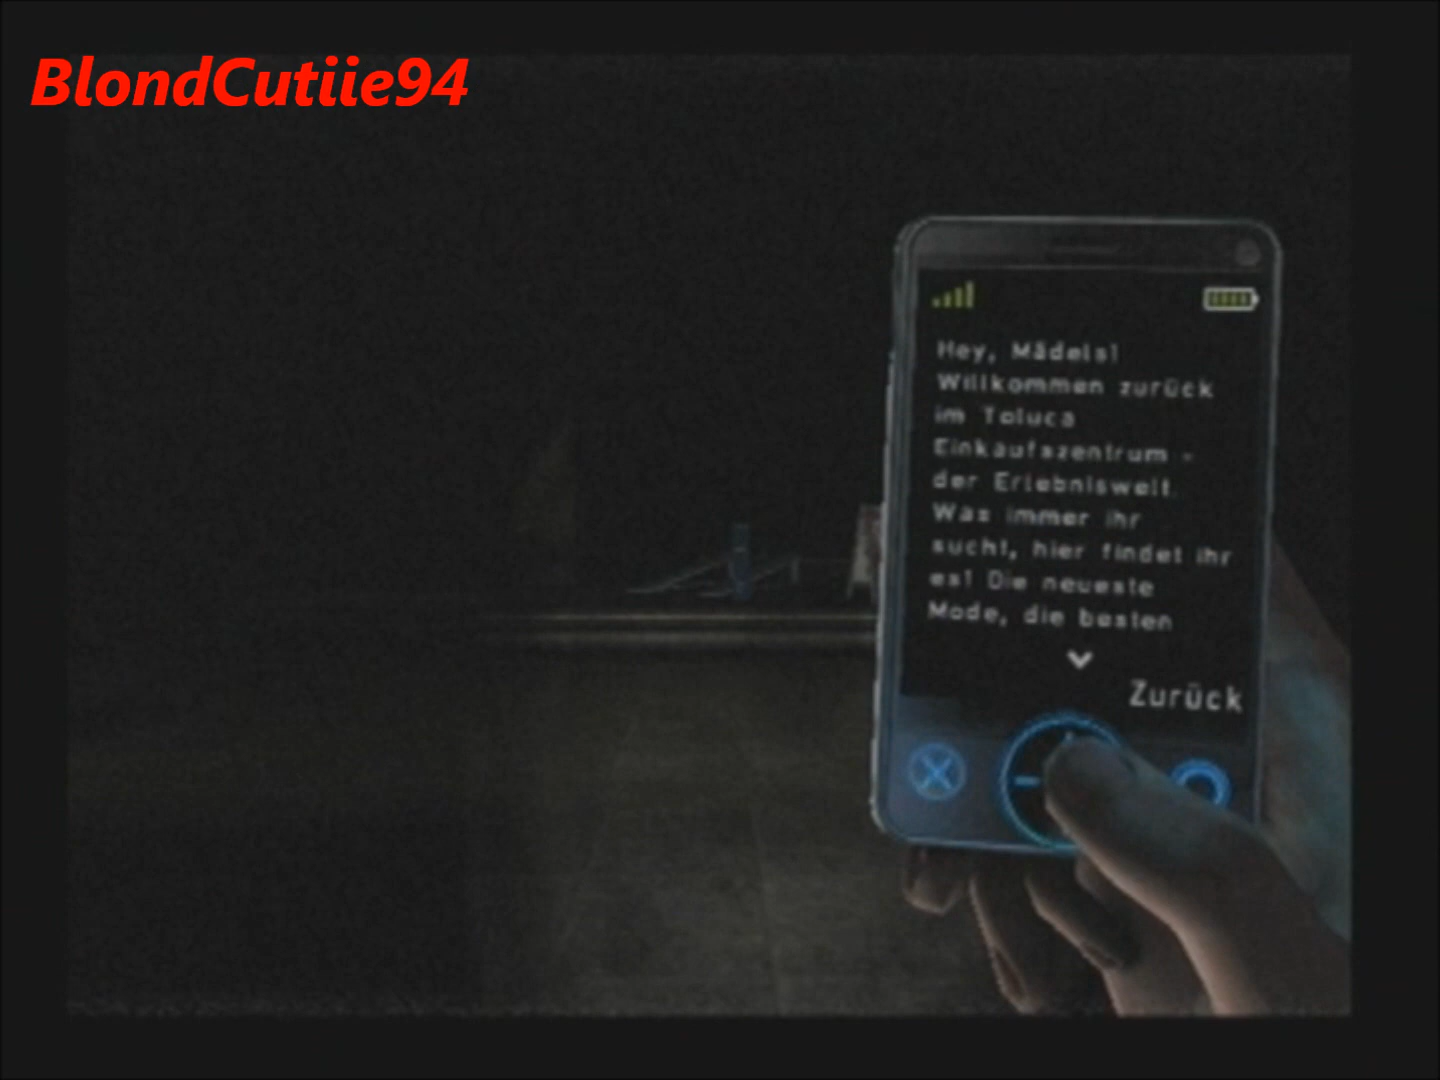 BlondCutiie94
Hey, Mädels!
Willkommen zurück
im Toluca
Einkaufszentrum -
der Erlebniswelt.
Was immer ihr
sucht, hier findet ihr
es! Die neueste
Mode, die besten
Zurück